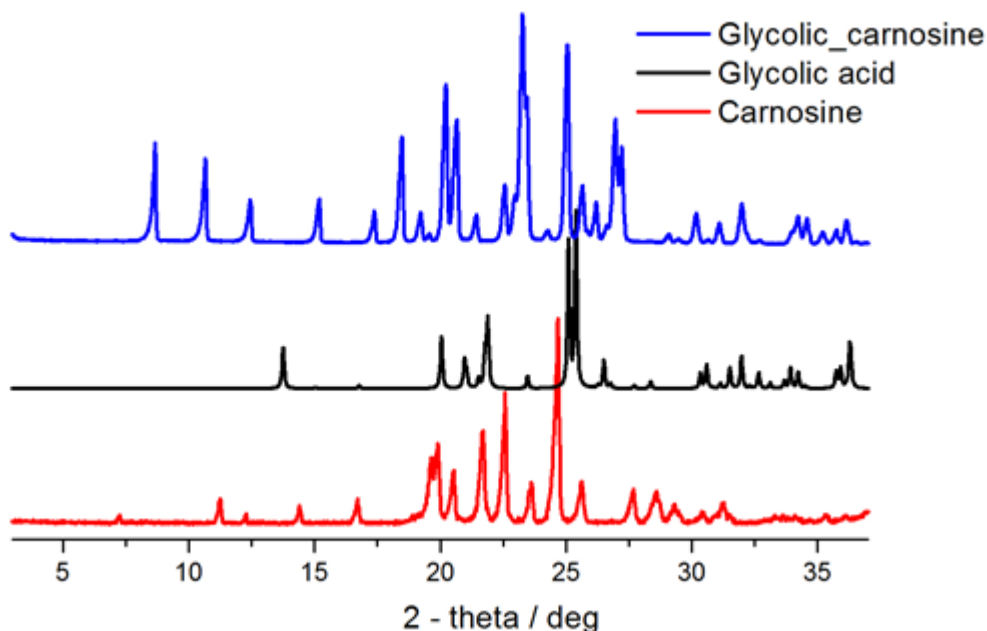 Glycolic_carnosine
Glycolic acid
Carnosine
5 10 15 20 25 30 35
2 - theta / deg